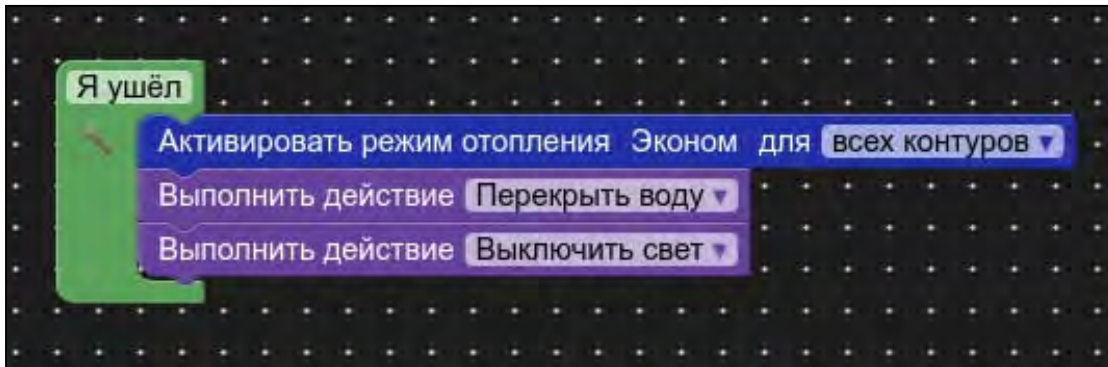 Я ушёл
Активировать режим отопления Эконом для всех контуров
Выполнить действие Перекрыть воду
Выполнить действие Выключить свет